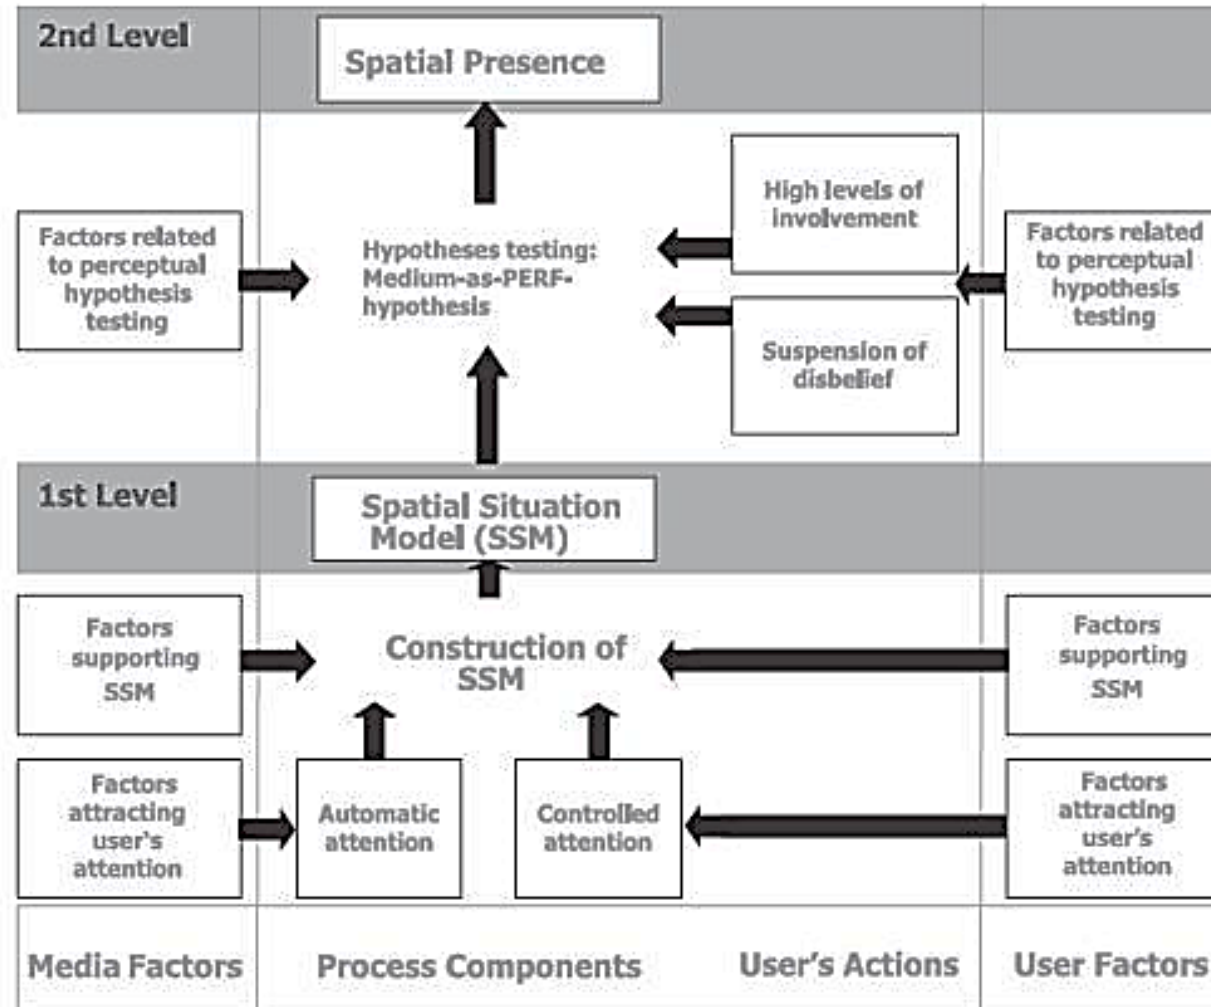 2nd Level
Spatial Presence
High levels of
involvement
Factors related
to perceptual
hypothesis
testing
Hypotheses testing:
Medium-as-PERF-
hypothesis
Factors related
to perceptual
hypothesis
testing
Suspension of
disbelief
1st Level
Spatial Situation
Model (SSM)
Factors
supporting
SSM
Construction of
SSM
Factors
supporting
SSM
Factors
attracting
user's
attention
Automatic
attention
Controlled
attention
Factors
attracting
user's
attention
Media Factors
Process Components
User's Actions
User Factors